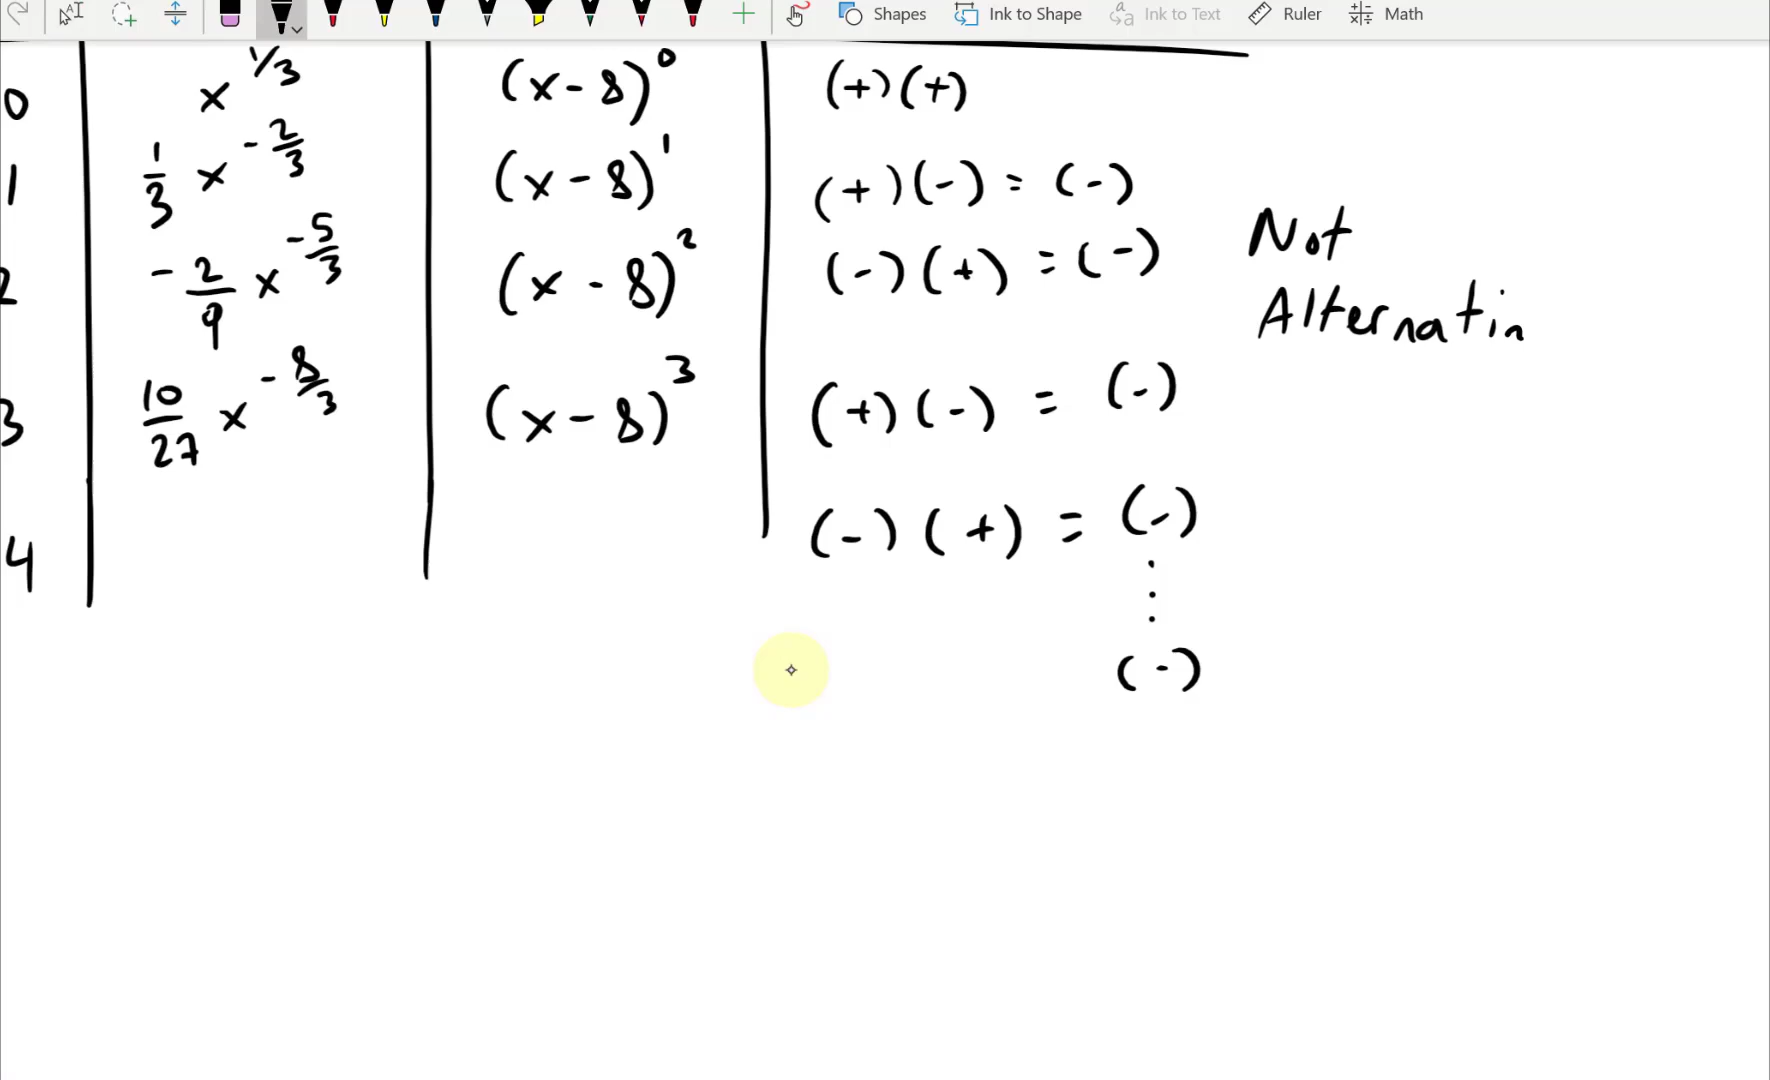 Shapes Ink to Shape Ink to Text Ruler Math
0 x^1/3 (x-8)^0 (+)(+)
1 1/3 x^-2/3 (x-8)^1 (+)(-) = (-)
2 -2/9 x^-5/3 (x-8)^2 (-)(+) = (-)
Not
Alternatin
3 10/27 x^-8/3 (x-8)^3 (+)(-) = (-)
4 (-)(+) = (-)
⋮
(-)